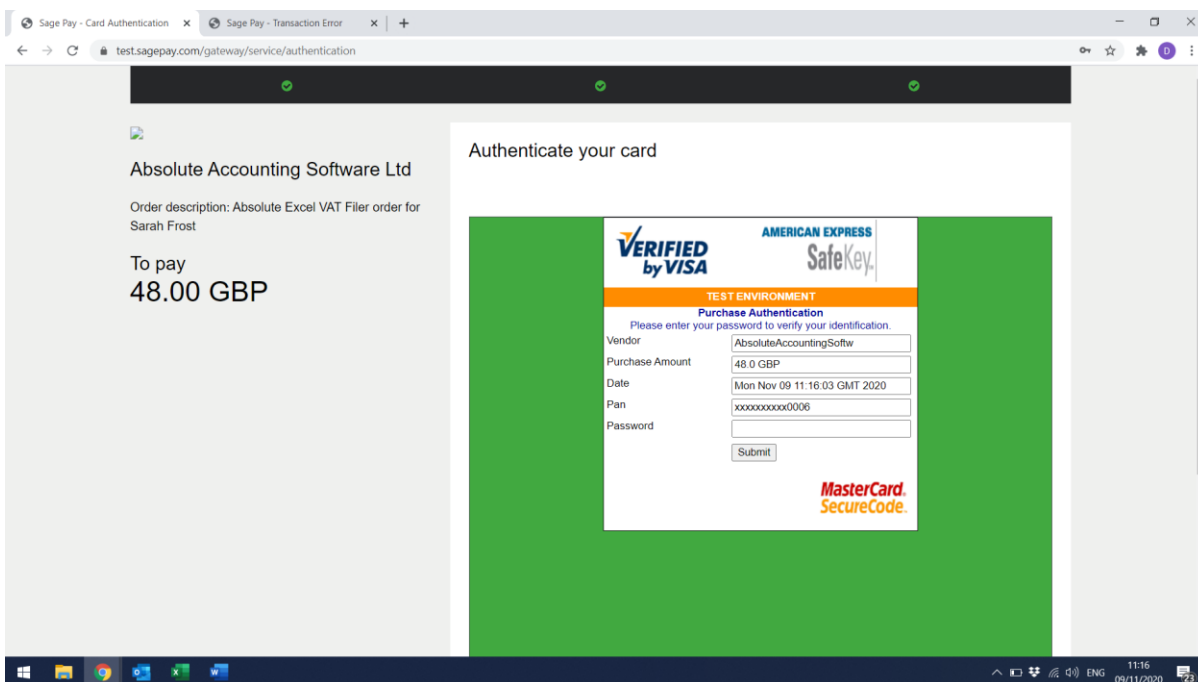 Sage Pay - Card Authentication
Sage Pay - Transaction Error
test.sagepay.com/gateway/service/authentication
D
Absolute Accounting Software Ltd
Order description: Absolute Excel VAT Filer order for
Sarah Frost
To pay
48.00 GBP
Authenticate your card
VERIFIED
by VISA
AMERICAN EXPRESS
SafeKey.
TEST ENVIRONMENT
Purchase Authentication
Please enter your password to verify your identification.
Vendor AbsoluteAccountingSoftw
Purchase Amount 48.0 GBP
Date Mon Nov 09 11:16:03 GMT 2020
Pan xxxxxxxxxx0006
Password
Submit
MasterCard.
SecureCode.
ENG
11:16
09/11/2020
23